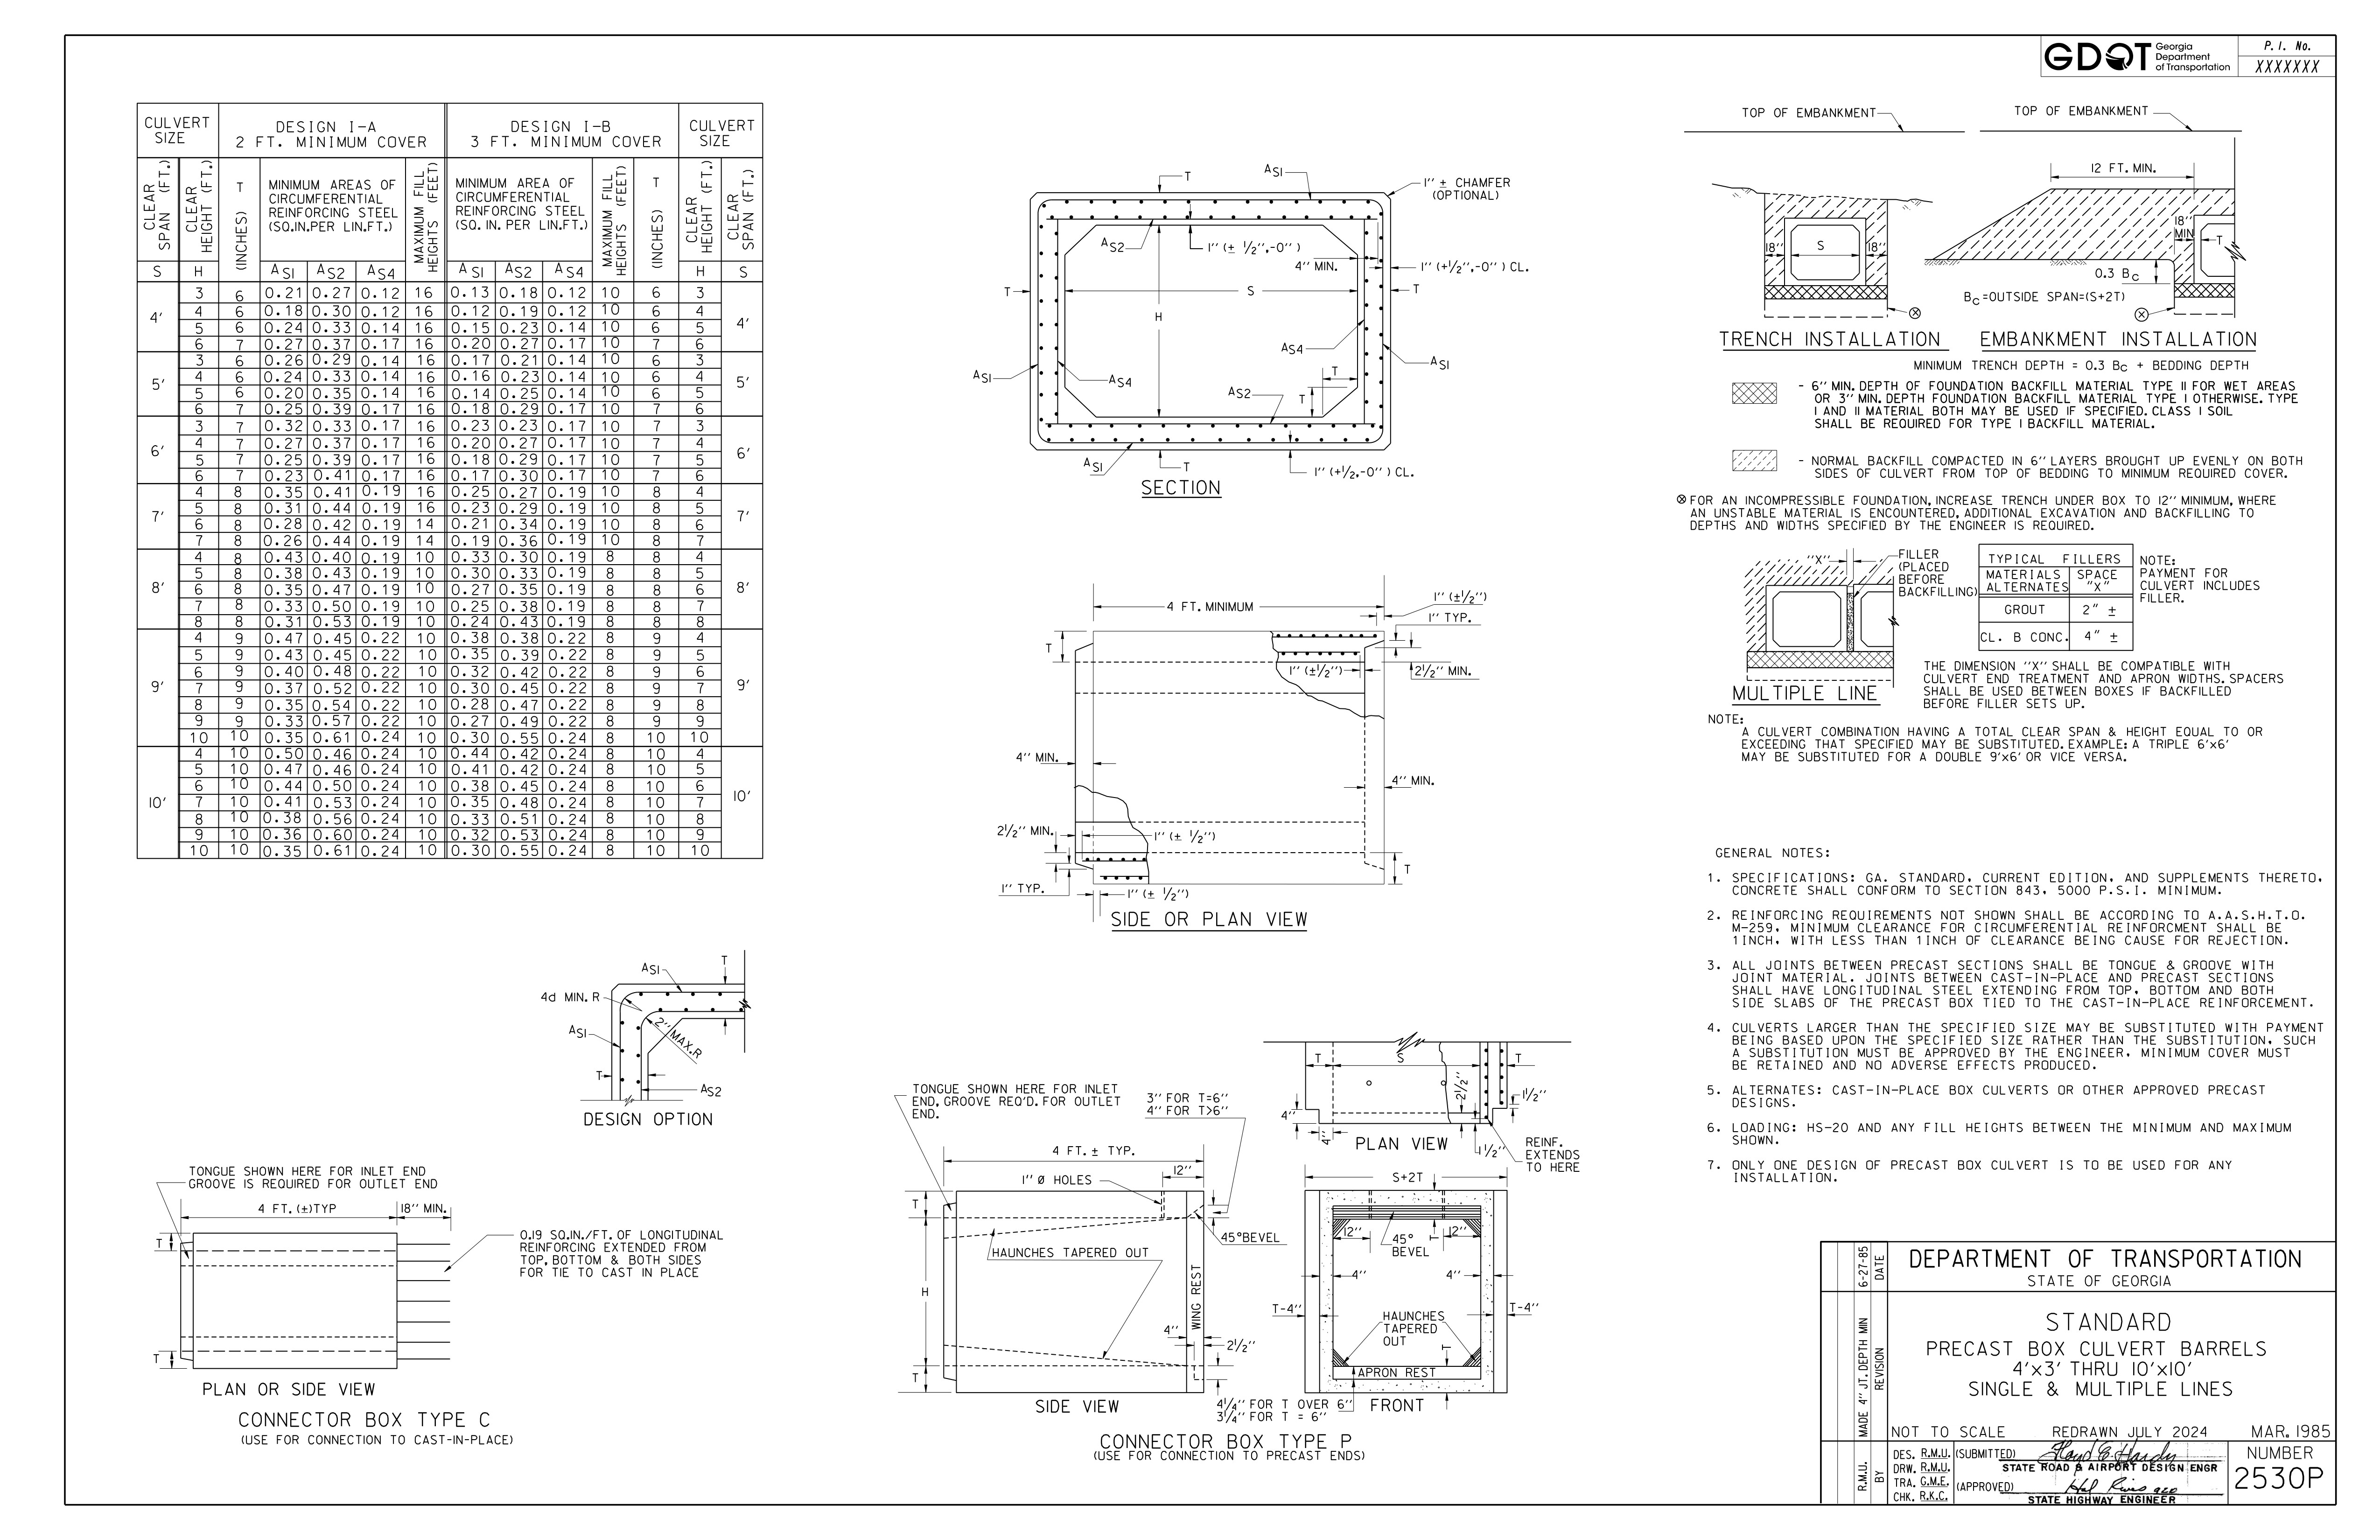 GDOT Georgia
Department
of Transportation
P. I. No.
XXXXXXX
CULVERT SIZE | DESIGN I-A 2 FT. MINIMUM COVER | DESIGN I-B 3 FT. MINIMUM COVER | CULVERT SIZE
CLEAR SPAN (FT.) | CLEAR HEIGHT (FT.) | T (INCHES) | MINIMUM AREAS OF CIRCUMFERENTIAL REINFORCING STEEL (SQ.IN.PER LIN.FT.) | MAXIMUM FILL HEIGHTS (FEET) | MINIMUM AREA OF CIRCUMFERENTIAL REINFORCING STEEL (SQ. IN. PER LIN.FT.) | MAXIMUM FILL HEIGHTS (FEET) | T (INCHES) | CLEAR HEIGHT (FT.) | CLEAR SPAN (FT.)
S H AS1 AS2 AS4 AS1 AS2 AS4 H S
4'
3 6 0.21 0.27 0.12 16 0.13 0.18 0.12 10 6 3
4 6 0.18 0.30 0.12 16 0.12 0.19 0.12 10 6 4
5 6 0.24 0.33 0.14 16 0.15 0.23 0.14 10 6 5
6 7 0.27 0.37 0.17 16 0.20 0.27 0.17 10 7 6
4'
5'
3 6 0.26 0.29 0.14 16 0.17 0.21 0.14 10 6 3
4 6 0.24 0.33 0.14 16 0.16 0.23 0.14 10 6 4
5 6 0.20 0.35 0.14 16 0.14 0.25 0.14 10 6 5
6 7 0.25 0.39 0.17 16 0.18 0.29 0.17 10 7 6
5'
6'
3 7 0.32 0.33 0.17 16 0.23 0.23 0.17 10 7 3
4 7 0.27 0.37 0.17 16 0.20 0.27 0.17 10 7 4
5 7 0.25 0.39 0.17 16 0.18 0.29 0.17 10 7 5
6 7 0.23 0.41 0.17 16 0.17 0.30 0.17 10 7 6
6'
7'
4 8 0.35 0.41 0.19 16 0.25 0.27 0.19 10 8 4
5 8 0.31 0.44 0.19 16 0.23 0.29 0.19 10 8 5
6 8 0.28 0.42 0.19 14 0.21 0.34 0.19 10 8 6
7 8 0.26 0.44 0.19 14 0.19 0.36 0.19 10 8 7
7'
8'
4 8 0.43 0.40 0.19 10 0.33 0.30 0.19 8 8 4
5 8 0.38 0.43 0.19 10 0.30 0.33 0.19 8 8 5
6 8 0.35 0.47 0.19 10 0.27 0.35 0.19 8 8 6
7 8 0.33 0.50 0.19 10 0.25 0.38 0.19 8 8 7
8 8 0.31 0.53 0.19 10 0.24 0.43 0.19 8 8 8
8'
9'
4 9 0.47 0.45 0.22 10 0.38 0.38 0.22 8 9 4
5 9 0.43 0.45 0.22 10 0.35 0.39 0.22 8 9 5
6 9 0.40 0.48 0.22 10 0.32 0.42 0.22 8 9 6
7 9 0.37 0.52 0.22 10 0.30 0.45 0.22 8 9 7
8 9 0.35 0.54 0.22 10 0.28 0.47 0.22 8 9 8
9 9 0.33 0.57 0.22 10 0.27 0.49 0.22 8 9 9
10 10 0.35 0.61 0.24 10 0.30 0.55 0.24 8 10 10
9'
10'
4 10 0.50 0.46 0.24 10 0.44 0.42 0.24 8 10 4
5 10 0.47 0.46 0.24 10 0.41 0.42 0.24 8 10 5
6 10 0.44 0.50 0.24 10 0.38 0.45 0.24 8 10 6
7 10 0.41 0.53 0.24 10 0.35 0.48 0.24 8 10 7
8 10 0.38 0.56 0.24 10 0.33 0.51 0.24 8 10 8
9 10 0.36 0.60 0.24 10 0.32 0.53 0.24 8 10 9
10 10 0.35 0.61 0.24 10 0.30 0.55 0.24 8 10 10
10'
AS1
4d MIN. R
AS1
2" MAX.R
T
T
AS2
DESIGN OPTION
TONGUE SHOWN HERE FOR INLET END
GROOVE IS REQUIRED FOR OUTLET END
4 FT.(±)TYP
18" MIN.
T
T
0.19 SQ.IN./FT. OF LONGITUDINAL
REINFORCING EXTENDED FROM
TOP, BOTTOM & BOTH SIDES
FOR TIE TO CAST IN PLACE
PLAN OR SIDE VIEW
CONNECTOR BOX TYPE C
(USE FOR CONNECTION TO CAST-IN-PLACE)
T
AS1
1" ± CHAMFER
(OPTIONAL)
AS2
1" (± 1/2",-0" )
4" MIN.
1" (+1/2",-0" ) CL.
T
S
T
H
AS4
AS1
AS1
AS4
T
AS2
T
AS1
T
1" (+1/2,-0" ) CL.
SECTION
4 FT. MINIMUM
1" (±1/2")
1" TYP.
T
1" (±1/2")
2 1/2" MIN.
4" MIN.
4" MIN.
2 1/2" MIN.
1" (± 1/2")
T
1" TYP.
1" (± 1/2")
SIDE OR PLAN VIEW
TONGUE SHOWN HERE FOR INLET
END, GROOVE REQ'D. FOR OUTLET
END.
3" FOR T=6"
4" FOR T>6"
4 FT. ± TYP.
12"
1" Ø HOLES
T
45°BEVEL
HAUNCHES TAPERED OUT
H
WING REST
4"
2 1/2"
T
4 1/4" FOR T OVER 6"
3 1/4" FOR T = 6"
SIDE VIEW
T
S
T
2 1/2"
1 1/2"
4"
4"
1 1/2"
PLAN VIEW
REINF.
EXTENDS
TO HERE
S+2T
12"
T
12"
45°
BEVEL
4"
4"
T-4"
T-4"
HAUNCHES
TAPERED
OUT
T
APRON REST
FRONT
CONNECTOR BOX TYPE P
(USE FOR CONNECTION TO PRECAST ENDS)
TOP OF EMBANKMENT
TOP OF EMBANKMENT
12 FT. MIN.
18"
S
18"
18"
MIN
T
0.3 BC
BC =OUTSIDE SPAN=(S+2T)
⊗
⊗
TRENCH INSTALLATION
EMBANKMENT INSTALLATION
MINIMUM TRENCH DEPTH = 0.3 BC + BEDDING DEPTH
- 6" MIN. DEPTH OF FOUNDATION BACKFILL MATERIAL TYPE II FOR WET AREAS
OR 3" MIN. DEPTH FOUNDATION BACKFILL MATERIAL TYPE I OTHERWISE. TYPE
I AND II MATERIAL BOTH MAY BE USED IF SPECIFIED. CLASS I SOIL
SHALL BE REQUIRED FOR TYPE I BACKFILL MATERIAL.
- NORMAL BACKFILL COMPACTED IN 6" LAYERS BROUGHT UP EVENLY ON BOTH
SIDES OF CULVERT FROM TOP OF BEDDING TO MINIMUM REQUIRED COVER.
⊗ FOR AN INCOMPRESSIBLE FOUNDATION, INCREASE TRENCH UNDER BOX TO 12" MINIMUM, WHERE
AN UNSTABLE MATERIAL IS ENCOUNTERED, ADDITIONAL EXCAVATION AND BACKFILLING TO
DEPTHS AND WIDTHS SPECIFIED BY THE ENGINEER IS REQUIRED.
"X"
FILLER
(PLACED
BEFORE
BACKFILLING)
TYPICAL FILLERS
MATERIALS ALTERNATES | SPACE "X"
GROUT 2" ±
CL. B CONC. 4" ±
NOTE:
PAYMENT FOR
CULVERT INCLUDES
FILLER.
MULTIPLE LINE
THE DIMENSION "X" SHALL BE COMPATIBLE WITH
CULVERT END TREATMENT AND APRON WIDTHS. SPACERS
SHALL BE USED BETWEEN BOXES IF BACKFILLED
BEFORE FILLER SETS UP.
NOTE:
A CULVERT COMBINATION HAVING A TOTAL CLEAR SPAN & HEIGHT EQUAL TO OR
EXCEEDING THAT SPECIFIED MAY BE SUBSTITUTED. EXAMPLE: A TRIPLE 6'x6'
MAY BE SUBSTITUTED FOR A DOUBLE 9'x6' OR VICE VERSA.
GENERAL NOTES:
1. SPECIFICATIONS: GA. STANDARD, CURRENT EDITION, AND SUPPLEMENTS THERETO,
CONCRETE SHALL CONFORM TO SECTION 843, 5000 P.S.I. MINIMUM.
2. REINFORCING REQUIREMENTS NOT SHOWN SHALL BE ACCORDING TO A.A.S.H.T.O.
M-259, MINIMUM CLEARANCE FOR CIRCUMFERENTIAL REINFORCMENT SHALL BE
1 INCH, WITH LESS THAN 1 INCH OF CLEARANCE BEING CAUSE FOR REJECTION.
3. ALL JOINTS BETWEEN PRECAST SECTIONS SHALL BE TONGUE & GROOVE WITH
JOINT MATERIAL. JOINTS BETWEEN CAST-IN-PLACE AND PRECAST SECTIONS
SHALL HAVE LONGITUDINAL STEEL EXTENDING FROM TOP, BOTTOM AND BOTH
SIDE SLABS OF THE PRECAST BOX TIED TO THE CAST-IN-PLACE REINFORCEMENT.
4. CULVERTS LARGER THAN THE SPECIFIED SIZE MAY BE SUBSTITUTED WITH PAYMENT
BEING BASED UPON THE SPECIFIED SIZE RATHER THAN THE SUBSTITUTION, SUCH
A SUBSTITUTION MUST BE APPROVED BY THE ENGINEER, MINIMUM COVER MUST
BE RETAINED AND NO ADVERSE EFFECTS PRODUCED.
5. ALTERNATES: CAST-IN-PLACE BOX CULVERTS OR OTHER APPROVED PRECAST
DESIGNS.
6. LOADING: HS-20 AND ANY FILL HEIGHTS BETWEEN THE MINIMUM AND MAXIMUM
SHOWN.
7. ONLY ONE DESIGN OF PRECAST BOX CULVERT IS TO BE USED FOR ANY
INSTALLATION.
6-27-85 DATE
MADE 4" JT. DEPTH MIN REVISION
R.M.U. BY
DEPARTMENT OF TRANSPORTATION
STATE OF GEORGIA
STANDARD
PRECAST BOX CULVERT BARRELS
4'x3' THRU 10'x10'
SINGLE & MULTIPLE LINES
NOT TO SCALE REDRAWN JULY 2024 MAR. 1985
DES. R.M.U.
DRW. R.M.U.
TRA. G.M.E.
CHK. R.K.C.
(SUBMITTED) Floyd E. Hardy
STATE ROAD & AIRPORT DESIGN ENGR
(APPROVED) Hal Rives
STATE HIGHWAY ENGINEER
NUMBER
2530P